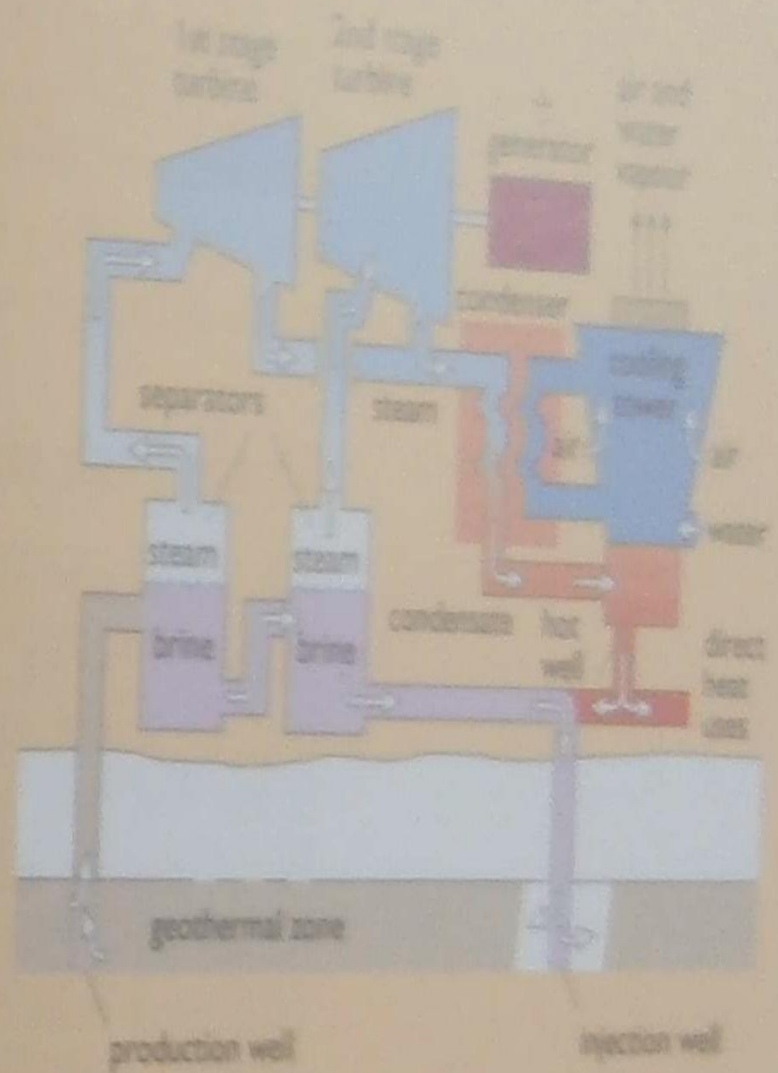 1st stage
turbine
2nd stage
turbine
generator
air and
water
vapour
condenser
cooling
tower
separators
steam
air
air
water
steam
steam
condensate
hot
well
direct
heat
uses
brine
brine
geothermal zone
production well
injection well